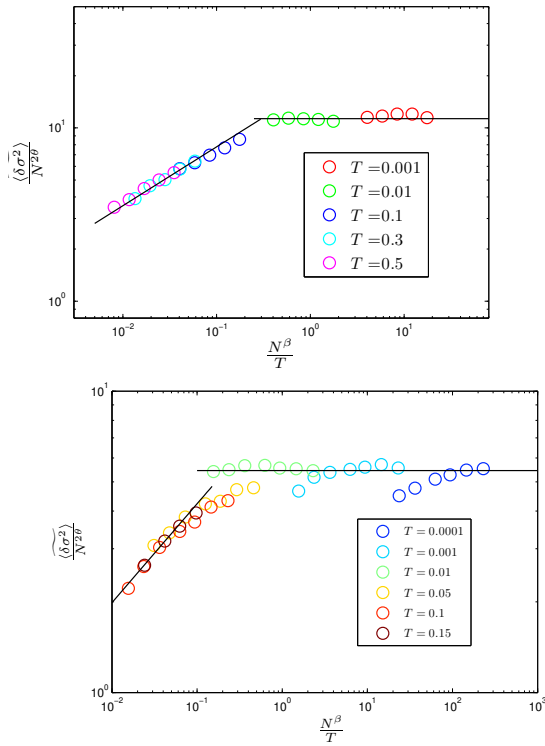 10^1
10^0
⟨δσ²⟩~ / N^{2θ}
T =0.001
T =0.01
T =0.1
T =0.3
T =0.5
10^{-2} 10^{-1} 10^0 10^1
N^β / T
10^1
10^0
⟨δσ²⟩~ / N^{2θ}
T = 0.0001
T = 0.001
T = 0.01
T = 0.05
T = 0.1
T = 0.15
10^{-2} 10^{-1} 10^0 10^1 10^2 10^3
N^β / T